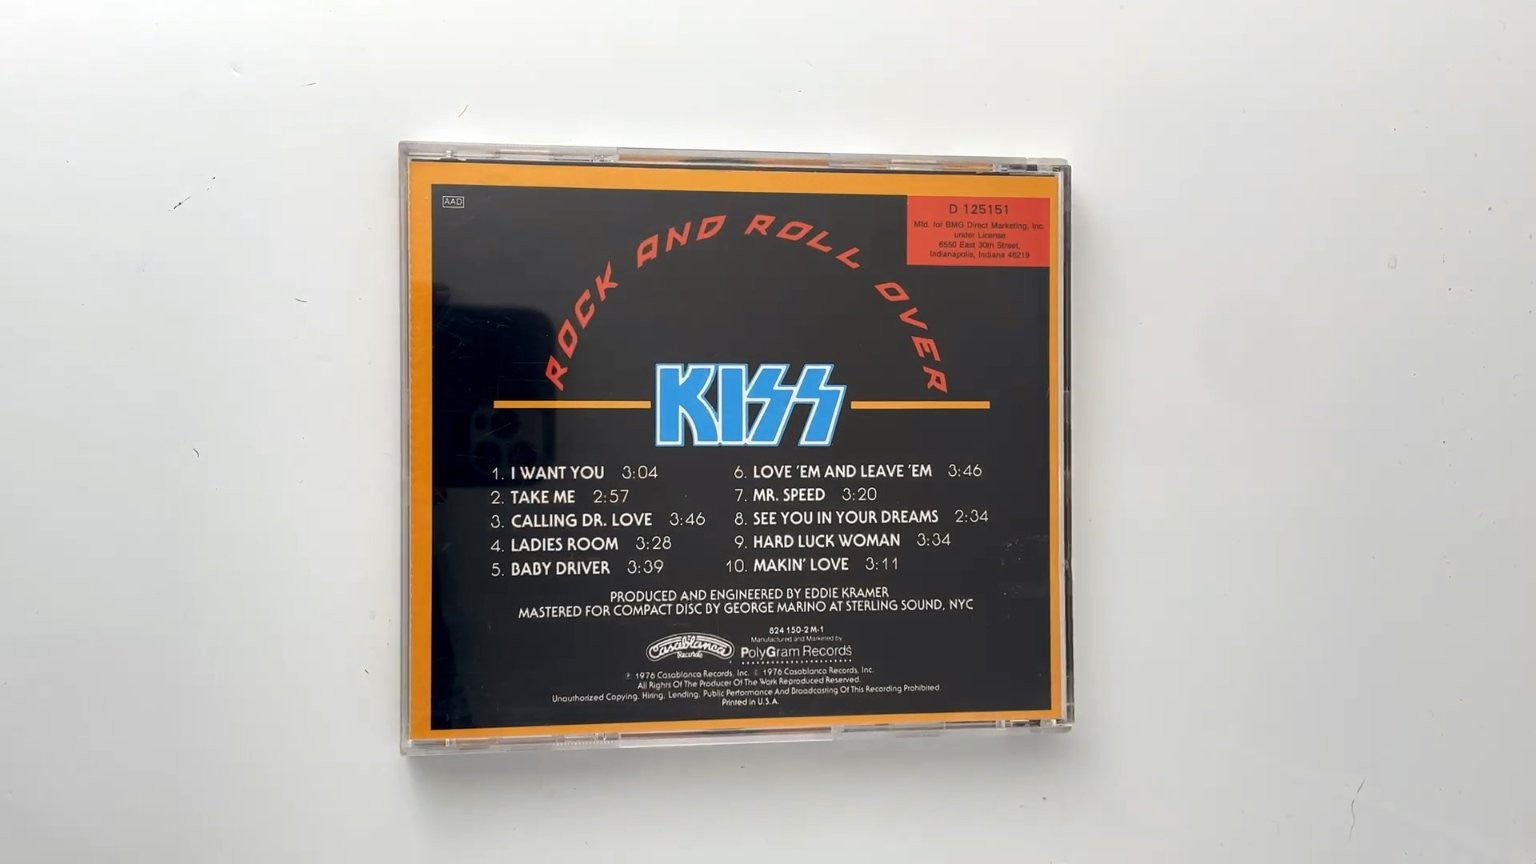 AAD
D 125151
Mfd. for BMG Direct Marketing, Inc.
under License
6550 East 30th Street,
Indianapolis, Indiana 46219
ROCK AND ROLL OVER
KISS
1. I WANT YOU 3:04
2. TAKE ME 2:57
3. CALLING DR. LOVE 3:46
4. LADIES ROOM 3:28
5. BABY DRIVER 3:39
6. LOVE 'EM AND LEAVE 'EM 3:46
7. MR. SPEED 3:20
8. SEE YOU IN YOUR DREAMS 2:34
9. HARD LUCK WOMAN 3:34
10. MAKIN' LOVE 3:11
PRODUCED AND ENGINEERED BY EDDIE KRAMER
MASTERED FOR COMPACT DISC BY GEORGE MARINO AT STERLING SOUND, NYC
Casablanca
Records
824 150-2 M-1
Manufactured and Marketed by
PolyGram Records
℗ 1976 Casablanca Records, Inc. © 1976 Casablanca Records, Inc.
All Rights Of The Producer Of The Work Reproduced Reserved.
Unauthorized Copying, Hiring, Lending, Public Performance And Broadcasting Of This Recording Prohibited.
Printed in U.S.A.